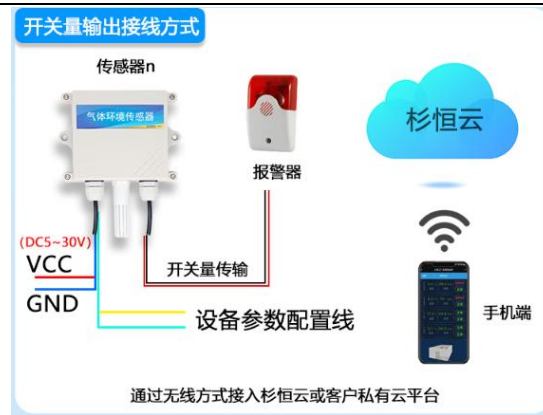 开关量输出接线方式
传感器n
气体环境传感器
报警器
杉恒云
(DC5~30V)
VCC
GND
开关量传输
设备参数配置线
手机端
通过无线方式接入杉恒云或客户私有云平台